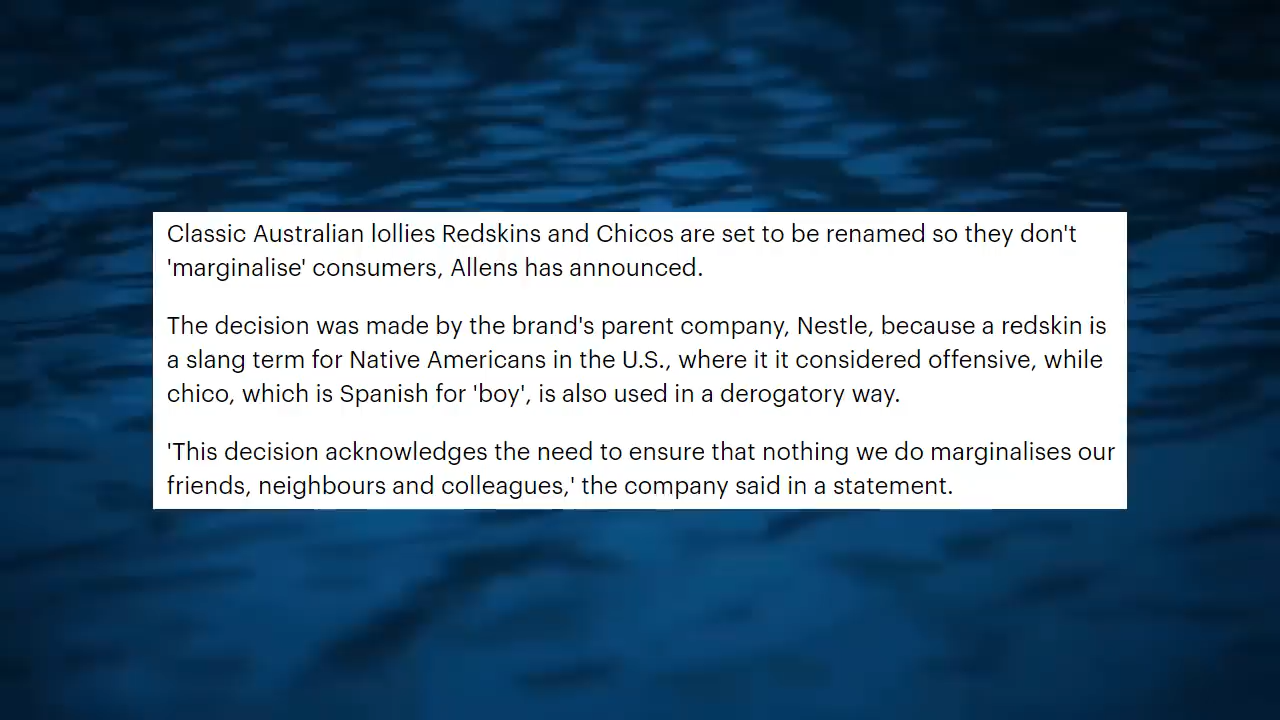 Classic Australian lollies Redskins and Chicos are set to be renamed so they don't
'marginalise' consumers, Allens has announced.
The decision was made by the brand's parent company, Nestle, because a redskin is
a slang term for Native Americans in the U.S., where it it considered offensive, while
chico, which is Spanish for 'boy', is also used in a derogatory way.
'This decision acknowledges the need to ensure that nothing we do marginalises our
friends, neighbours and colleagues,' the company said in a statement.